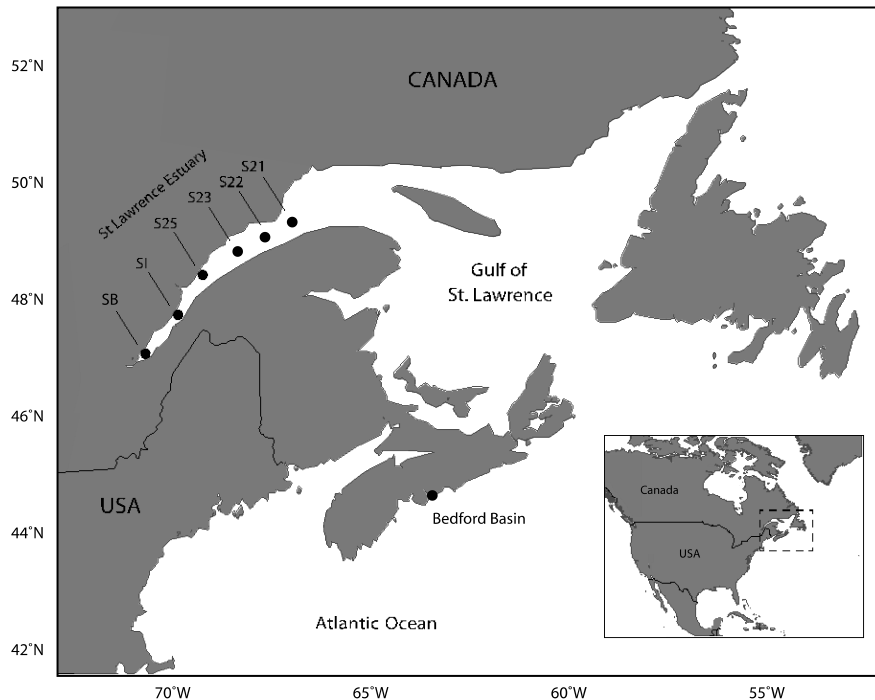 52°N
CANADA
St Lawrence Estuary
50°N
S21
S22
S23
S25
SI
SB
Gulf of
St. Lawrence
48°N
46°N
USA
44°N
Bedford Basin
Canada
USA
Atlantic Ocean
42°N
70°W
65°W
60°W
55°W